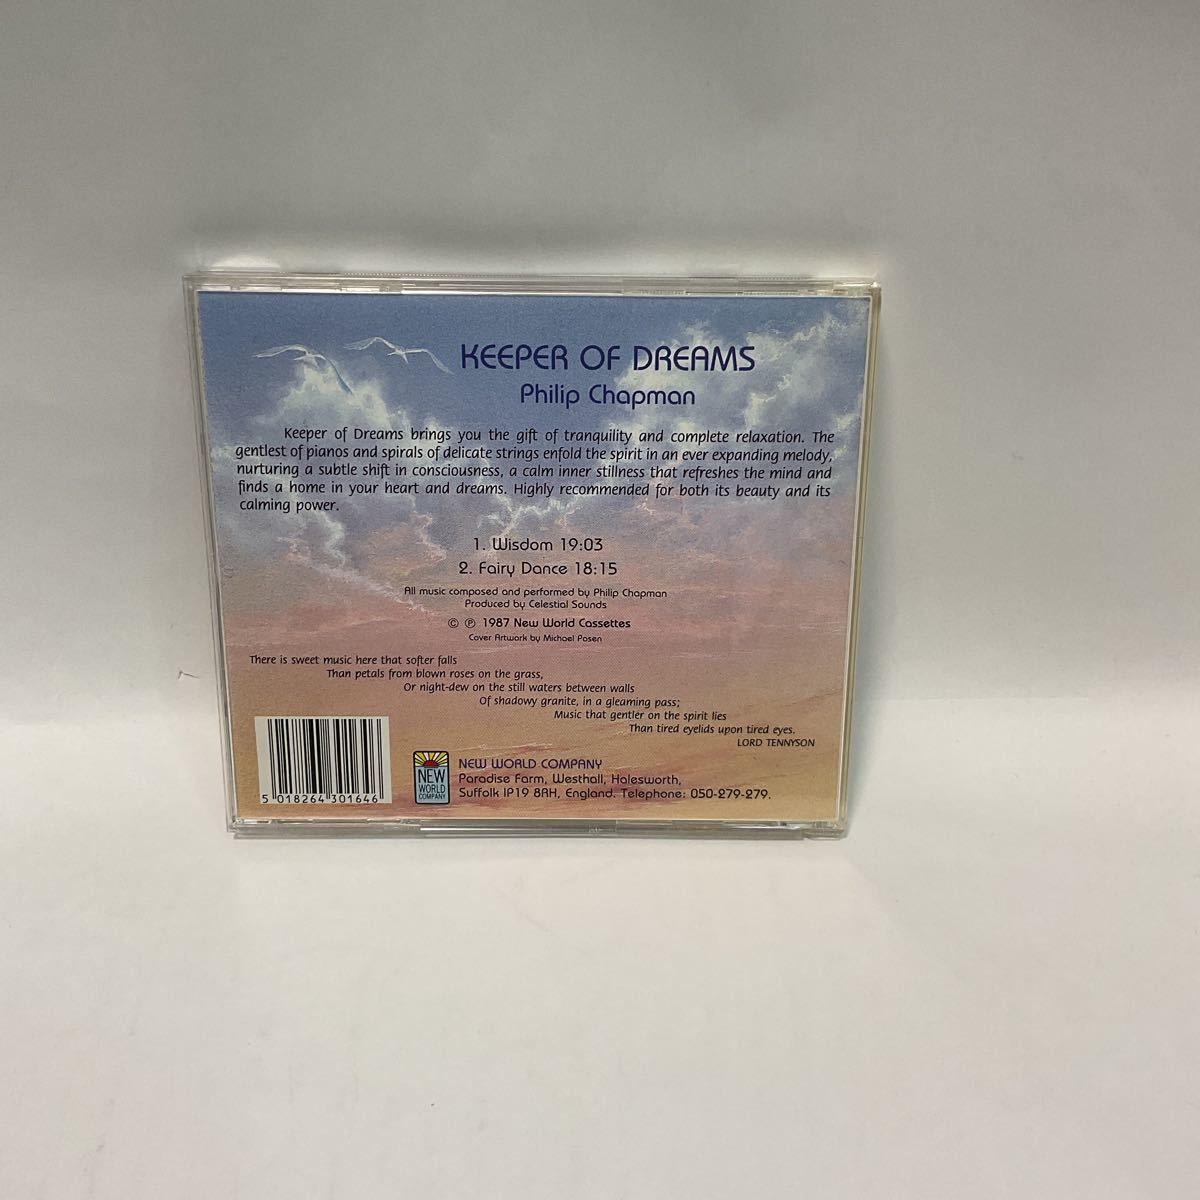 KEEPER OF DREAMS
Philip Chapman
Keeper of Dreams brings you the gift of tranquility and complete relaxation. The
gentlest of pianos and spirals of delicate strings enfold the spirit in an ever expanding melody,
nurturing a subtle shift in consciousness, a calm inner stillness that refreshes the mind and
finds a home in your heart and dreams. Highly recommended for both its beauty and its
calming power.
1. Wisdom 19:03
2. Fairy Dance 18:15
All music composed and performed by Philip Chapman
Produced by Celestial Sounds
© ℗ 1987 New World Cassettes
Cover Artwork by Michael Posen
There is sweet music here that softer falls
Than petals from blown roses on the grass,
Or night-dew on the still waters between walls
Of shadowy granite, in a gleaming pass;
Music that gentler on the spirit lies
Than tired eyelids upon tired eyes.
LORD TENNYSON
5 018264 301646
NEW
WORLD
COMPANY
NEW WORLD COMPANY
Paradise Farm, Westhall, Halesworth,
Suffolk IP19 8RH, England. Telephone: 050-279-279.